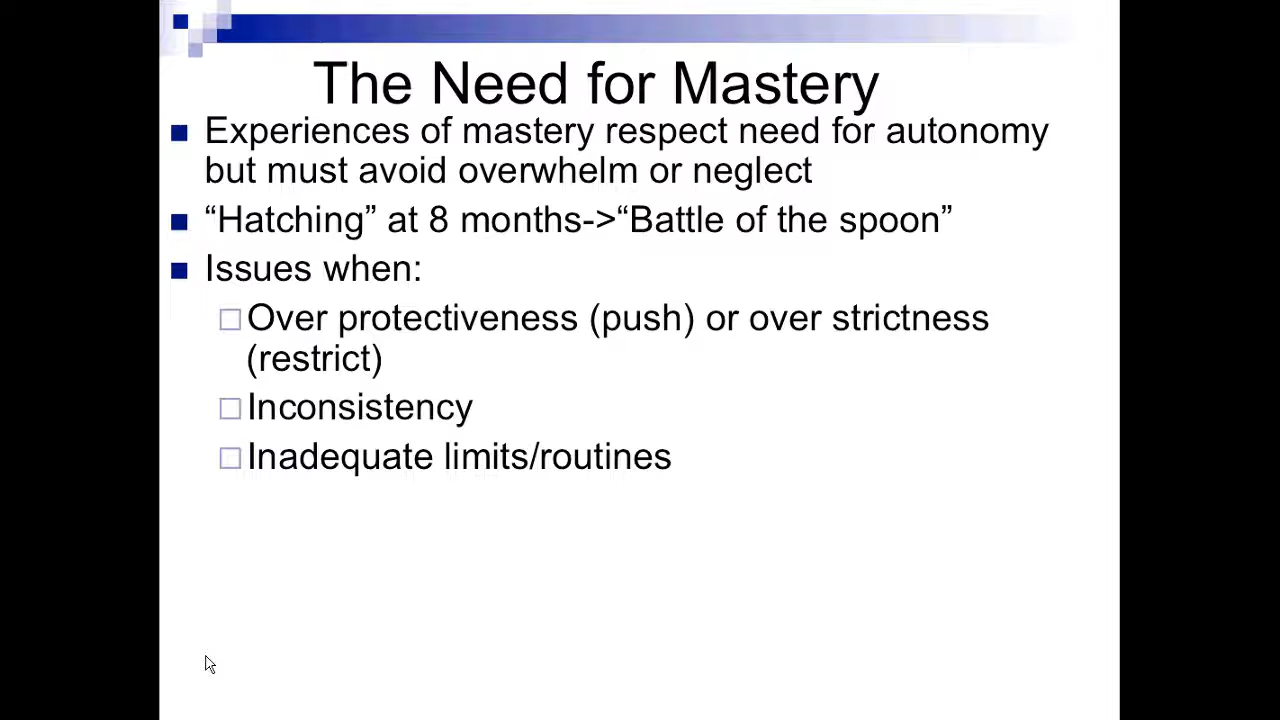 The Need for Mastery
Experiences of mastery respect need for autonomy
but must avoid overwhelm or neglect
“Hatching” at 8 months->“Battle of the spoon”
Issues when:
Over protectiveness (push) or over strictness
(restrict)
Inconsistency
Inadequate limits/routines